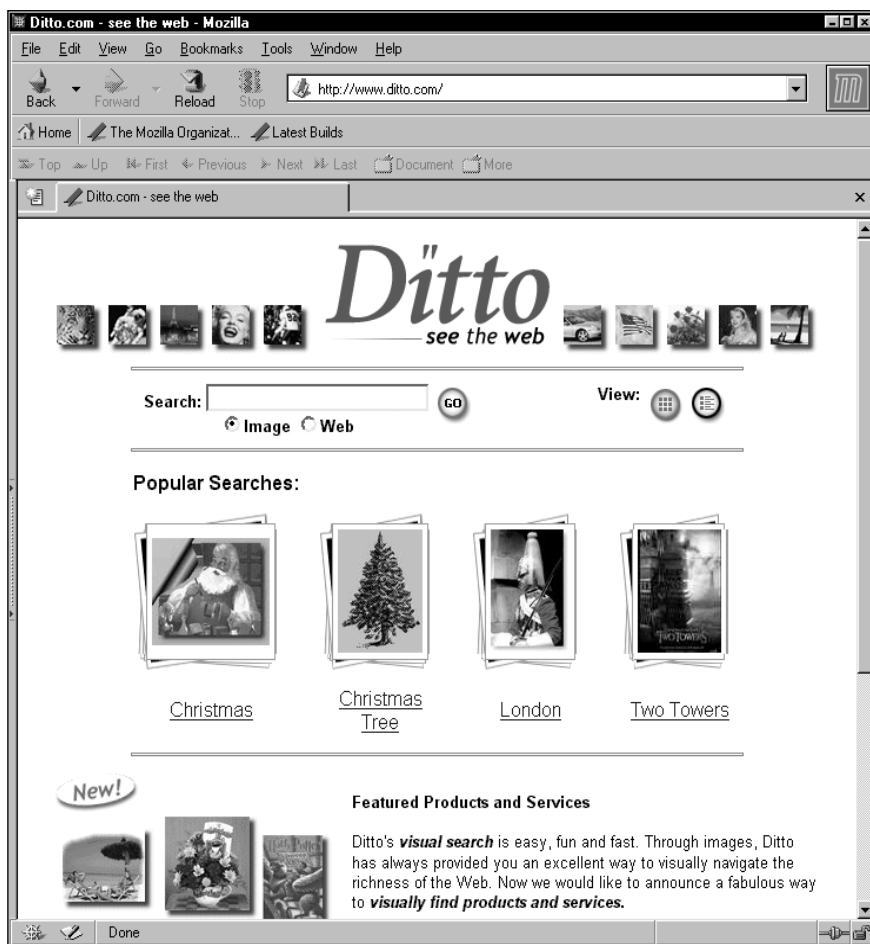 Ditto.com - see the web - Mozilla
File Edit View Go Bookmarks Tools Window Help
Back Forward Reload Stop http://www.ditto.com/
Home The Mozilla Organizat... Latest Builds
Top Up First Previous Next Last Document More
Ditto.com - see the web
Ditto
see the web
Search: GO View:
Image Web
Popular Searches:
TWO TOWERS
Christmas Christmas Tree London Two Towers
New!
Featured Products and Services
Ditto's visual search is easy, fun and fast. Through images, Ditto
has always provided you an excellent way to visually navigate the
richness of the Web. Now we would like to announce a fabulous way
to visually find products and services.
Harry Potter
Done